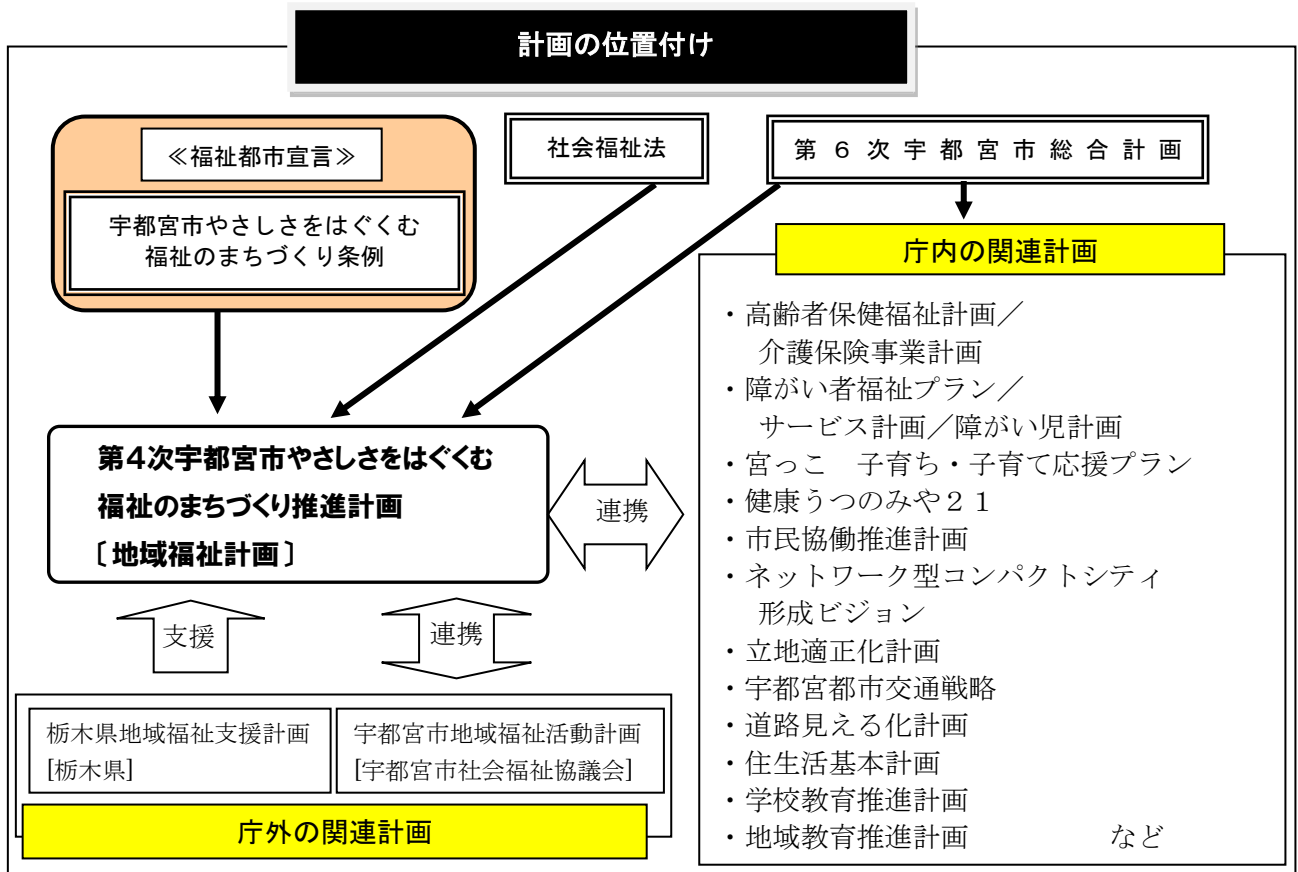 計画の位置付け
≪福祉都市宣言≫
宇都宮市やさしさをはぐくむ
福祉のまちづくり条例
社会福祉法
第６次宇都宮市総合計画
庁内の関連計画
・高齢者保健福祉計画／
介護保険事業計画
・障がい者福祉プラン／
サービス計画／障がい児計画
・宮っこ　子育ち・子育て応援プラン
・健康うつのみや２１
・市民協働推進計画
・ネットワーク型コンパクトシティ
形成ビジョン
・立地適正化計画
・宇都宮都市交通戦略
・道路見える化計画
・住生活基本計画
・学校教育推進計画
・地域教育推進計画　　　　など
第４次宇都宮市やさしさをはぐくむ
福祉のまちづくり推進計画
〔地域福祉計画〕
連携
支援
連携
栃木県地域福祉支援計画
[栃木県]
宇都宮市地域福祉活動計画
[宇都宮市社会福祉協議会]
庁外の関連計画